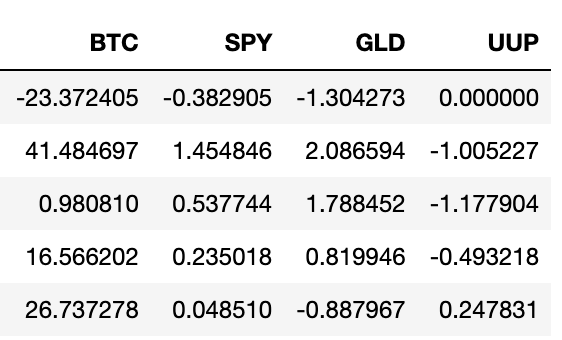 BTC SPY GLD UUP
-23.372405 -0.382905 -1.304273 0.000000
41.484697 1.454846 2.086594 -1.005227
0.980810 0.537744 1.788452 -1.177904
16.566202 0.235018 0.819946 -0.493218
26.737278 0.048510 -0.887967 0.247831